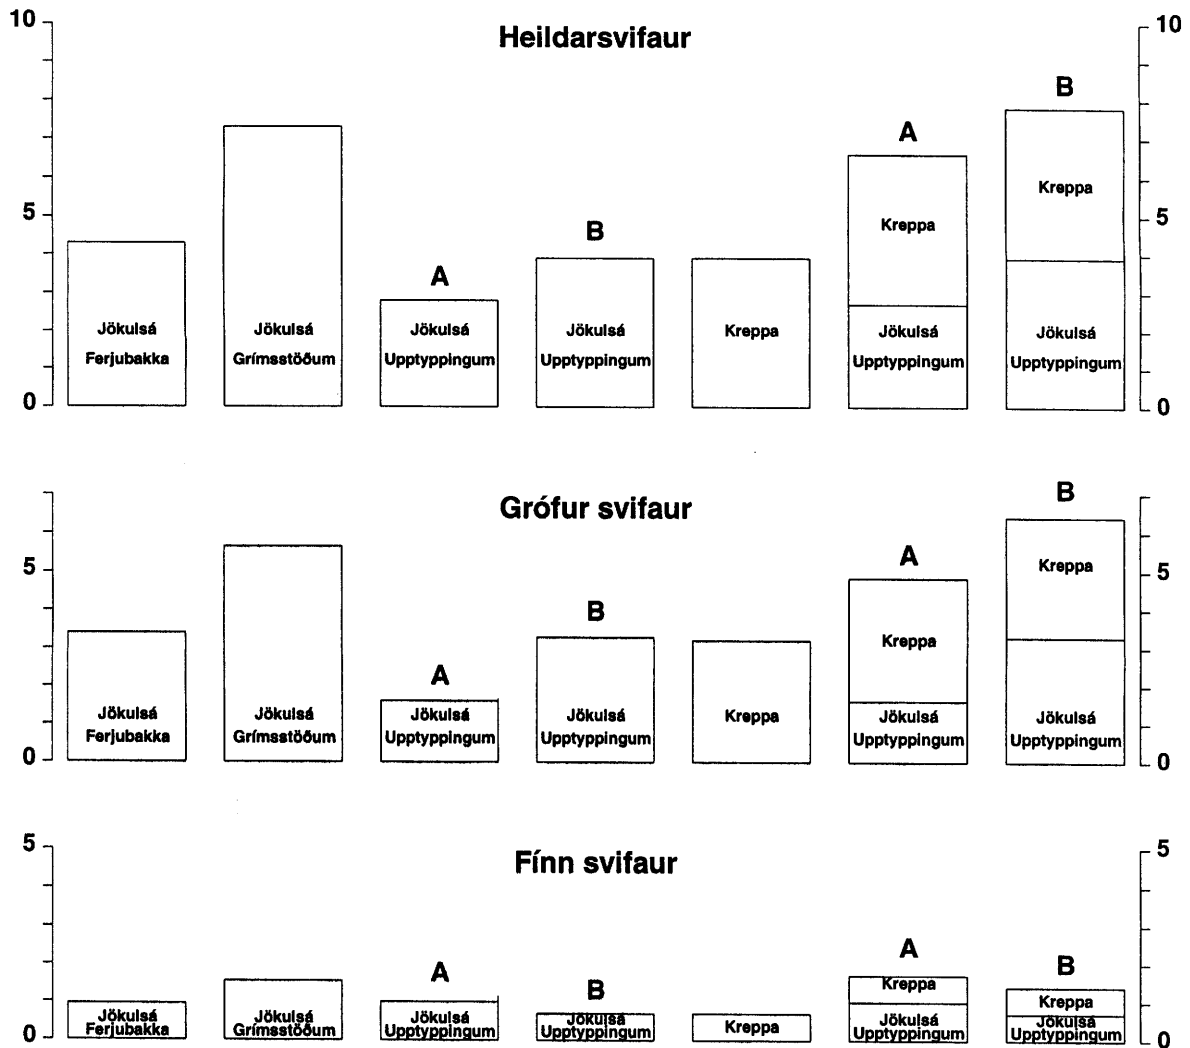 Heildarsvifaur
10
5
0
10
5
0
Jökulsá
Ferjubakka
Jökulsá
Grímsstöðum
A
Jökulsá
Upptyppingum
B
Jökulsá
Upptyppingum
Kreppa
A
Kreppa
Jökulsá
Upptyppingum
B
Kreppa
Jökulsá
Upptyppingum
Grófur svifaur
5
0
5
0
Jökulsá
Ferjubakka
Jökulsá
Grímsstöðum
A
Jökulsá
Upptyppingum
B
Jökulsá
Upptyppingum
Kreppa
A
Kreppa
Jökulsá
Upptyppingum
B
Kreppa
Jökulsá
Upptyppingum
Fínn svifaur
5
0
5
0
Jökulsá
Ferjubakka
Jökulsá
Grímsstöðum
A
Jökulsá
Upptyppingum
B
Jökulsá
Upptyppingum
Kreppa
A
Kreppa
Jökulsá
Upptyppingum
B
Kreppa
Jökulsá
Upptyppingum